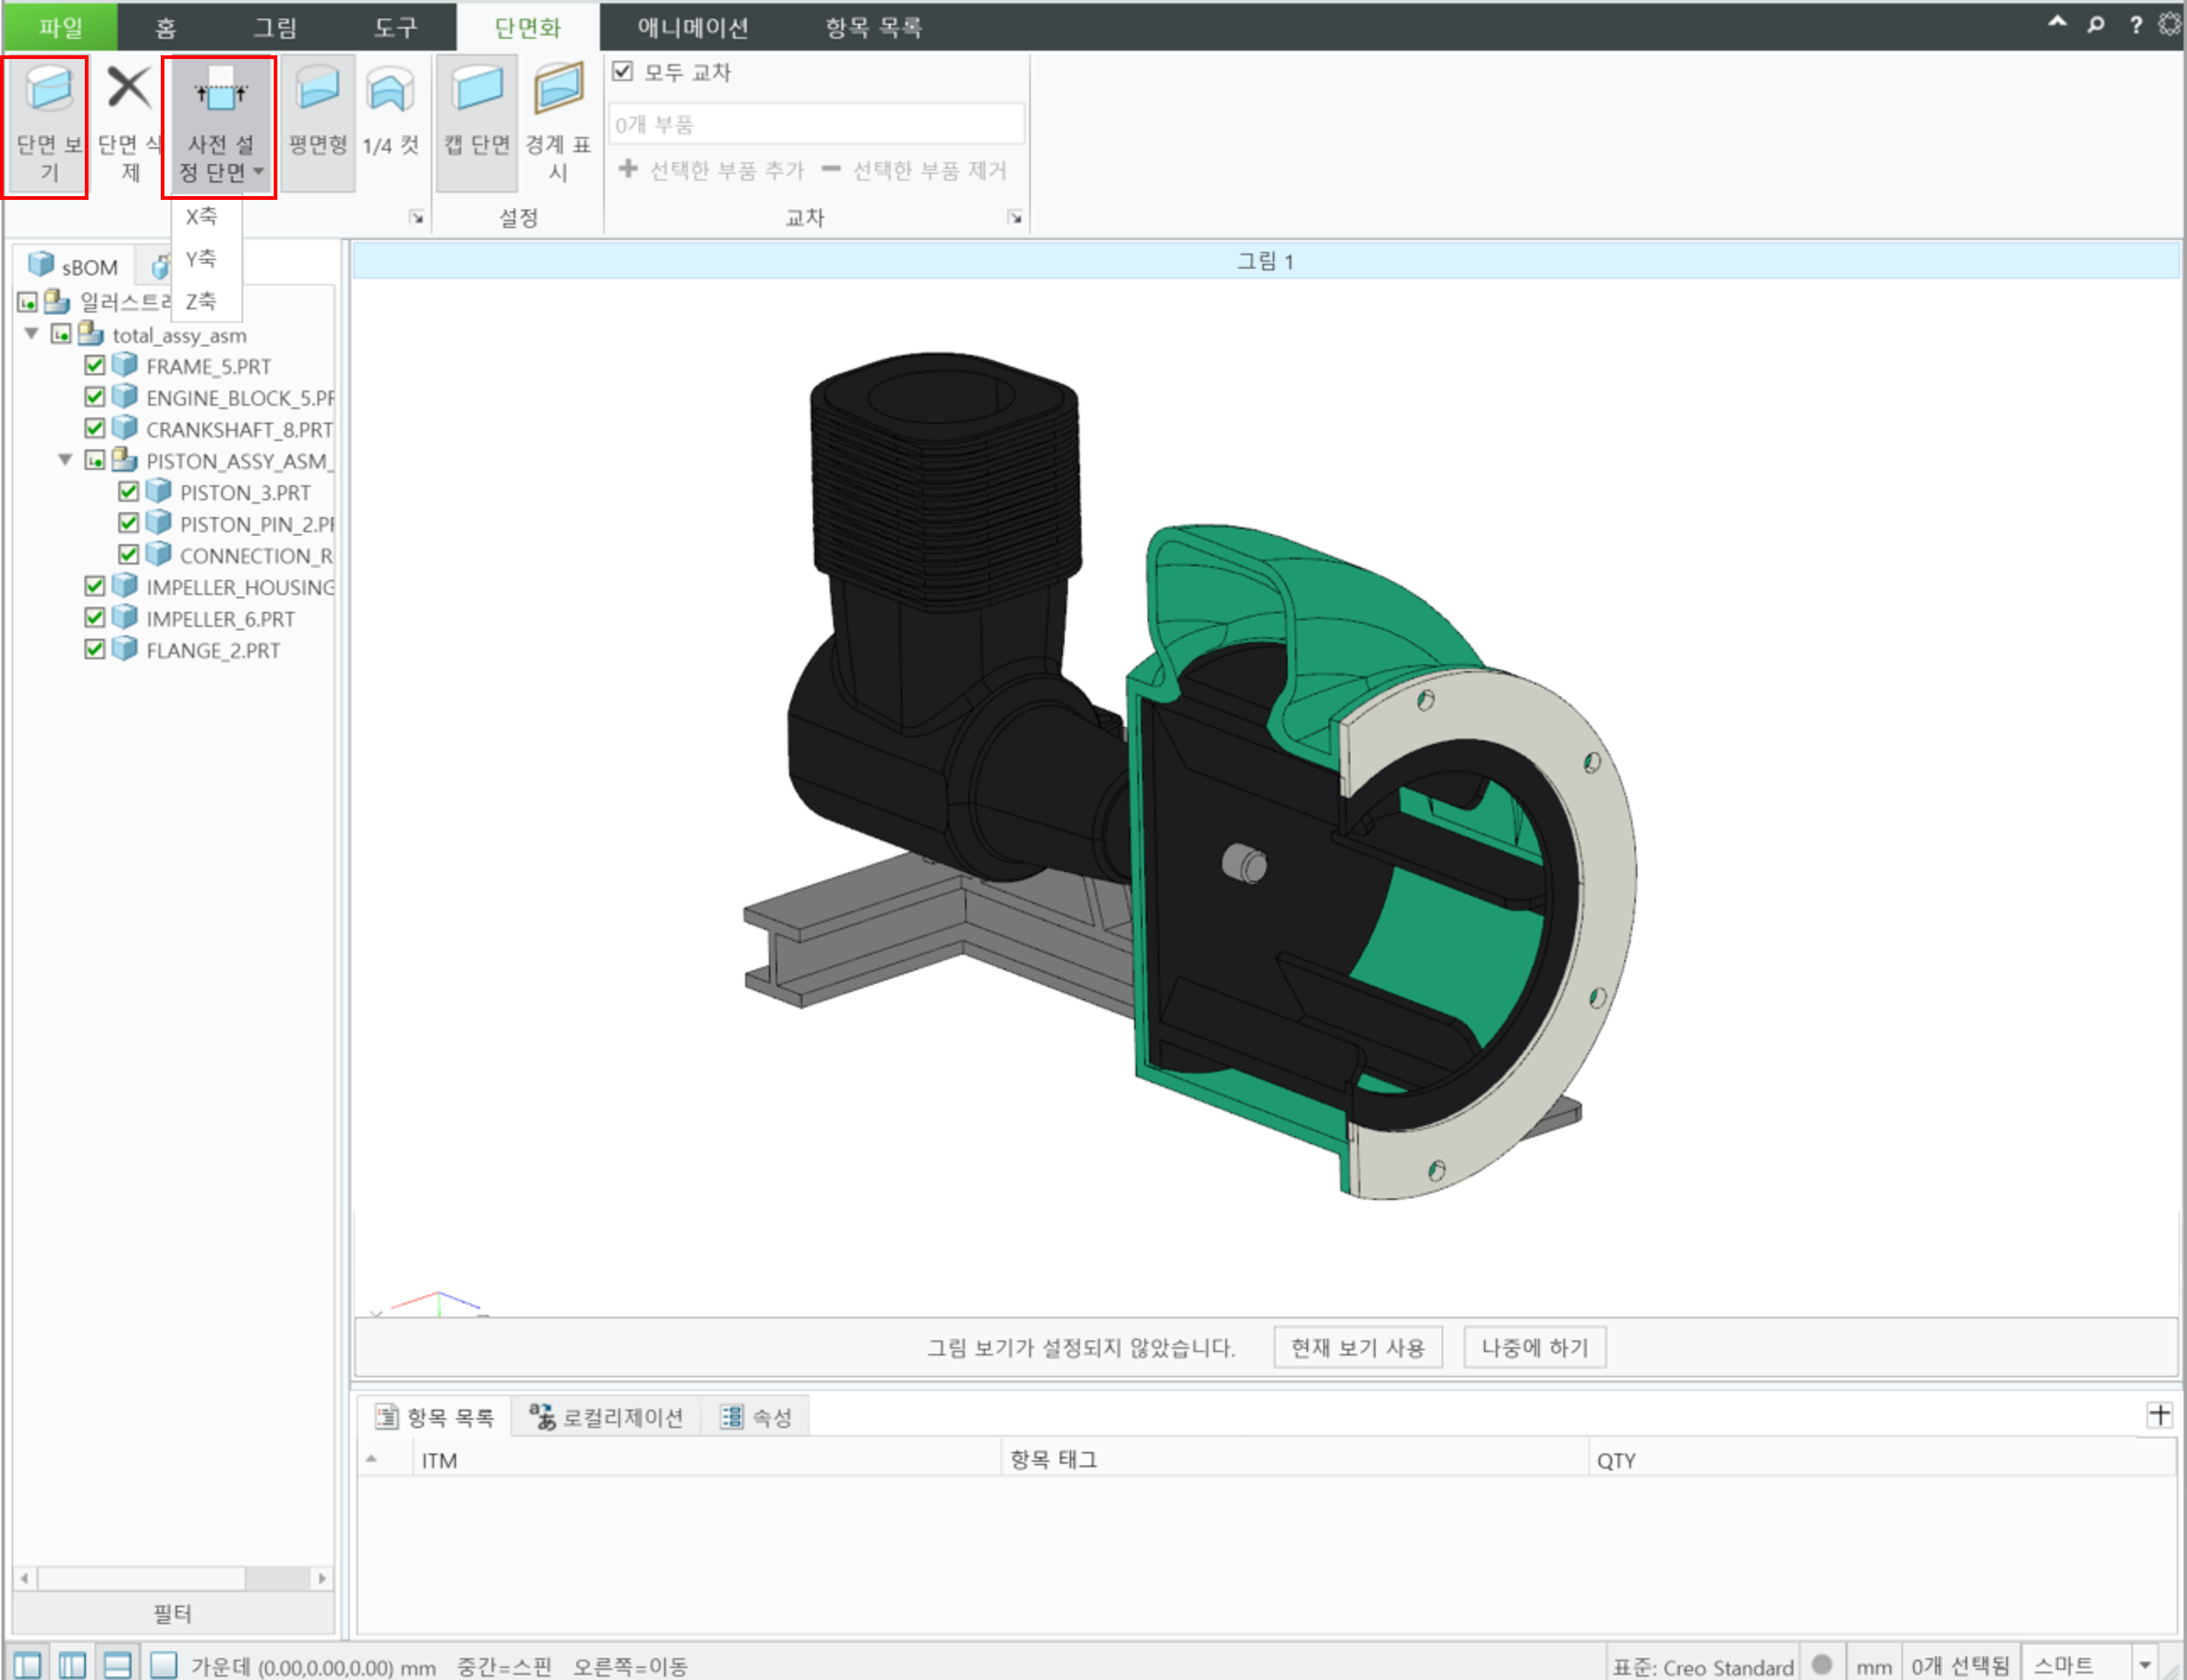 파일 홈 그림 도구 단면화 애니메이션 항목 목록
단면 보
기
단면 삭
제
사전 설
정 단면
평면형
1/4 컷
캡 단면
경계 표
시
모두 교차
0개 부품
선택한 부품 추가 선택한 부품 제거
설정 교차
X축
Y축
Z축
sBOM
그림 1
일러스트레
total_assy_asm
FRAME_5.PRT
ENGINE_BLOCK_5.PR
CRANKSHAFT_8.PRT
PISTON_ASSY_ASM_
PISTON_3.PRT
PISTON_PIN_2.PR
CONNECTION_R
IMPELLER_HOUSING
IMPELLER_6.PRT
FLANGE_2.PRT
그림 보기가 설정되지 않았습니다. 현재 보기 사용 나중에 하기
항목 목록 로컬리제이션 속성
ITM 항목 태그 QTY
필터
가운데 (0.00,0.00,0.00) mm 중간=스핀 오른쪽=이동 표준: Creo Standard mm 0개 선택됨 스마트